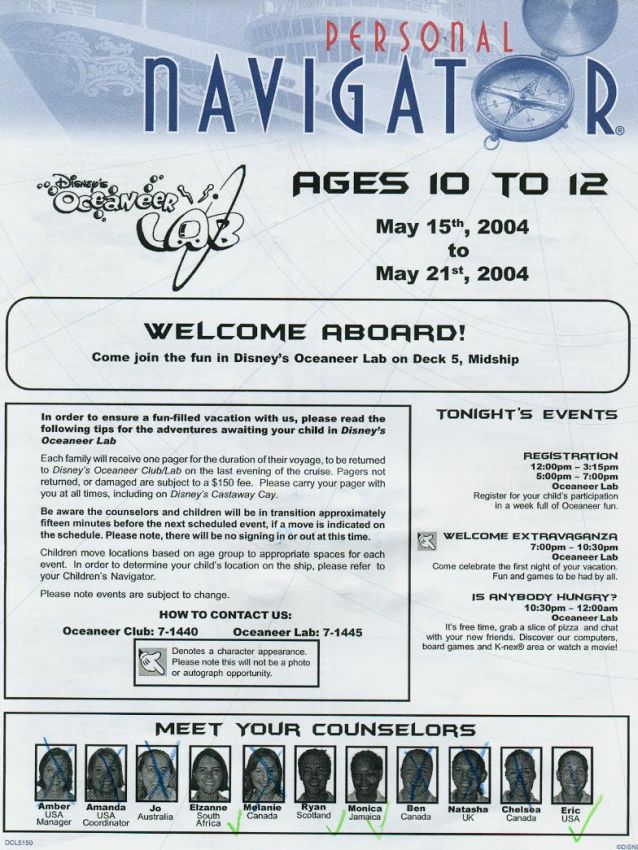 PERSONAL
NAVIGATOR®
DISNEY'S
OCEANEER
LAB
AGES 10 TO 12
May 15th, 2004
to
May 21st, 2004
WELCOME ABOARD!
Come join the fun in Disney's Oceaneer Lab on Deck 5, Midship
In order to ensure a fun-filled vacation with us, please read the
following tips for the adventures awaiting your child in Disney's
Oceaneer Lab
Each family will receive one pager for the duration of their voyage, to be returned
to Disney's Oceaneer Club/Lab on the last evening of the cruise. Pagers not
returned, or damaged are subject to a $150 fee. Please carry your pager with
you at all times, including on Disney's Castaway Cay.
Be aware the counselors and children will be in transition approximately
fifteen minutes before the next scheduled event, if a move is indicated on
the schedule. Please note, there will be no signing in or out at this time.
Children move locations based on age group to appropriate spaces for each
event. In order to determine your child's location on the ship, please refer to
your Children's Navigator.
Please note events are subject to change.
HOW TO CONTACT US:
Oceaneer Club: 7-1440 Oceaneer Lab: 7-1445
Denotes a character appearance.
Please note this will not be a photo
or autograph opportunity.
TONIGHT'S EVENTS
REGISTRATION
12:00pm – 3:15pm
5:00pm – 7:00pm
Oceaneer Lab
Register for your child's participation
in a week full of Oceaneer fun.
WELCOME EXTRAVAGANZA
7:00pm – 10:30pm
Oceaneer Lab
Come celebrate the first night of your vacation.
Fun and games to be had by all.
IS ANYBODY HUNGRY?
10:30pm – 12:00am
Oceaneer Lab
It's free time, grab a slice of pizza and chat
with your new friends. Discover our computers,
board games and K-nex® area or watch a movie!
MEET YOUR COUNSELORS
Amber Amanda Jo Elzanne Melanie Ryan Monica Ben Natasha Chelsea Eric
USA USA Australia South Canada Scotland Jamaica Canada UK Canada USA
Manager Coordinator Africa
DCL5150
©DISNE